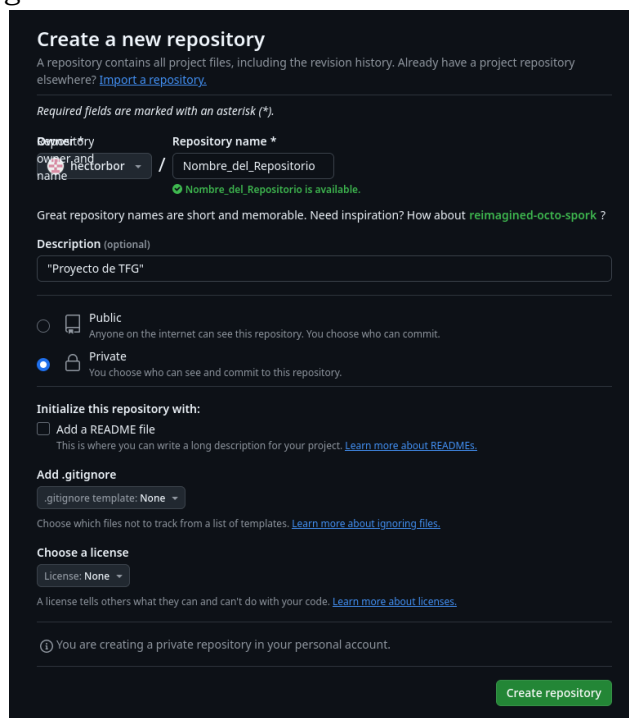 Create a new repository
A repository contains all project files, including the revision history. Already have a project repository
elsewhere? Import a repository.
Required fields are marked with an asterisk (*).
Owner * Repository name *
Repository
owner and
name
hectorbor / Nombre_del_Repositorio
Nombre_del_Repositorio is available.
Great repository names are short and memorable. Need inspiration? How about reimagined-octo-spork ?
Description (optional)
"Proyecto de TFG"
Public
Anyone on the internet can see this repository. You choose who can commit.
Private
You choose who can see and commit to this repository.
Initialize this repository with:
Add a README file
This is where you can write a long description for your project. Learn more about READMEs.
Add .gitignore
.gitignore template: None
Choose which files not to track from a list of templates. Learn more about ignoring files.
Choose a license
License: None
A license tells others what they can and can't do with your code. Learn more about licenses.
You are creating a private repository in your personal account.
Create repository